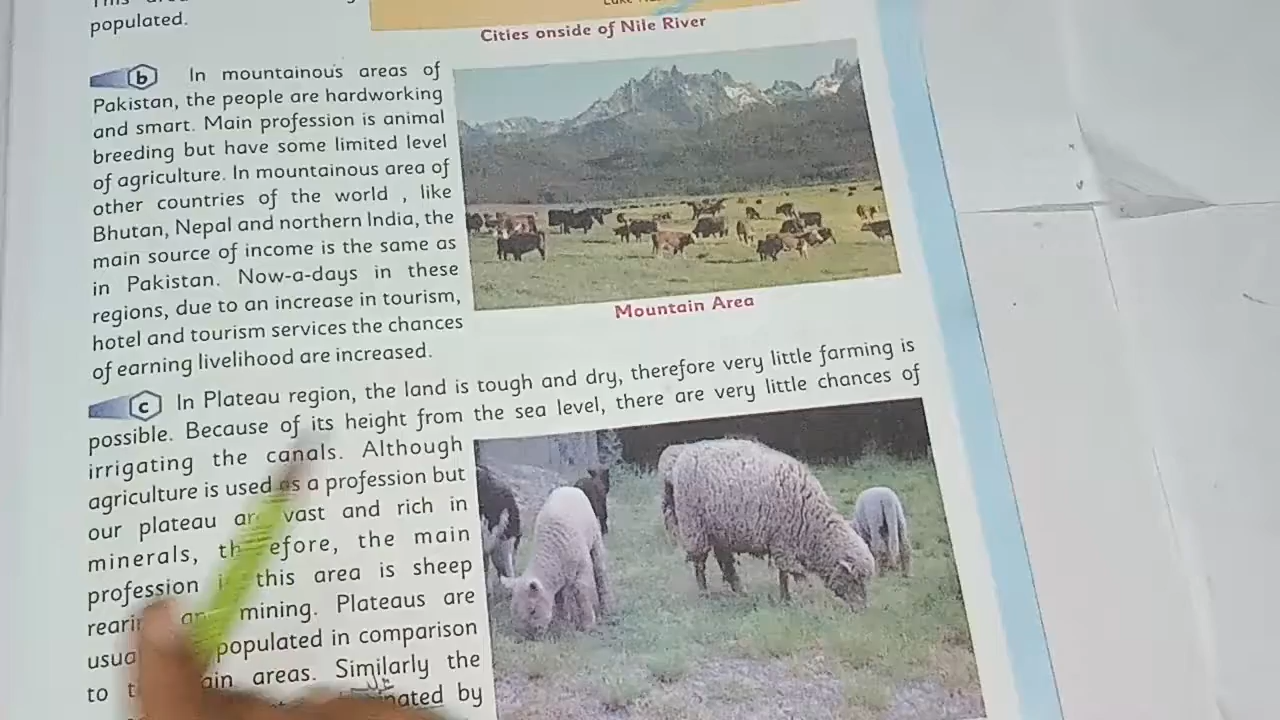 populated.
Cities onside of Nile River
b In mountainous areas of
Pakistan, the people are hardworking
and smart. Main profession is animal
breeding but have some limited level
of agriculture. In mountainous area of
other countries of the world , like
Bhutan, Nepal and northern India, the
main source of income is the same as
in Pakistan. Now-a-days in these
regions, due to an increase in tourism,
hotel and tourism services the chances
of earning livelihood are increased.
Mountain Area
c In Plateau region, the land is tough and dry, therefore very little farming is
possible. Because of its height from the sea level, there are very little chances of
irrigating the canals. Although
agriculture is used as a profession but
our plateau are vast and rich in
minerals, therefore, the main
profession this area is sheep
mining. Plateaus are
populated in comparison
to areas. Similarly the
by